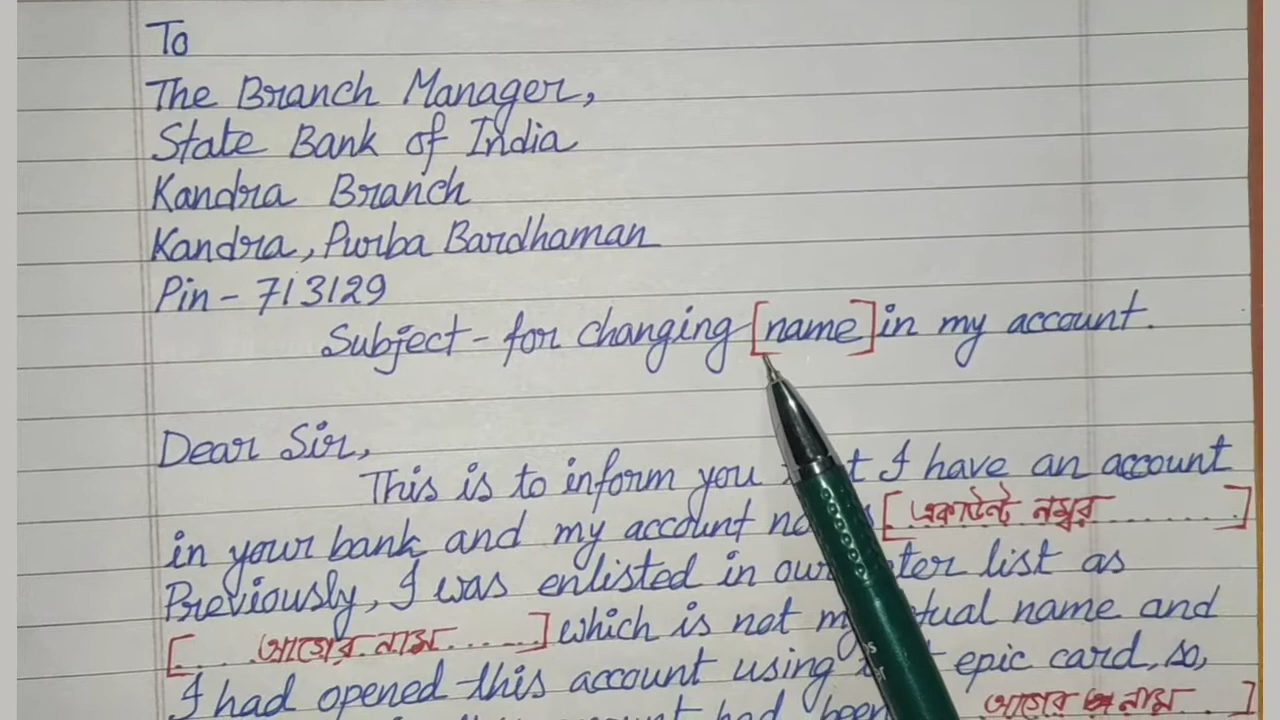 To
The Branch Manager,
State Bank of India
Kandra Branch
Kandra, Purba Bardhaman
Pin - 713129
Subject - for changing [name] in my account.
Dear Sir,
This is to inform you I have an account
in your bank and my account [একাউন্ট নম্বর ......]
Previously, I was enlisted in our list as
[.... আগের নাম ......] which is not my name and
I had opened this account using epic card, so,
account had been আগের নাম ]